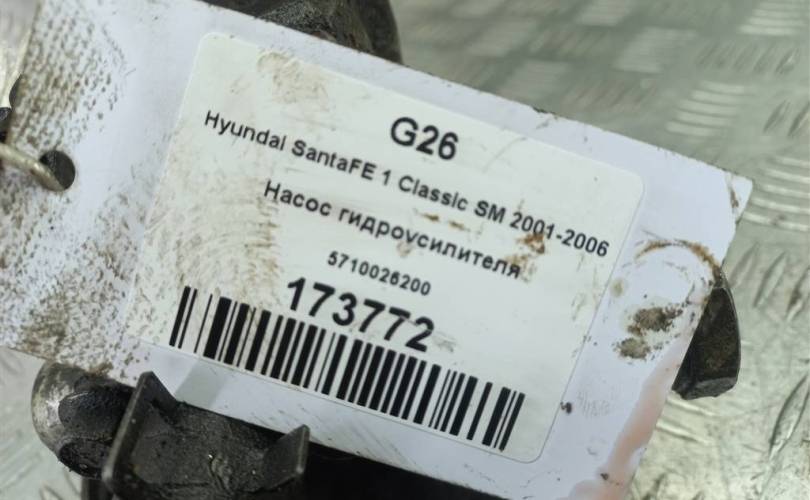 G26
Hyundai SantaFE 1 Classic SM 2001-2006
Насос гидроусилителя
5710026200
173772